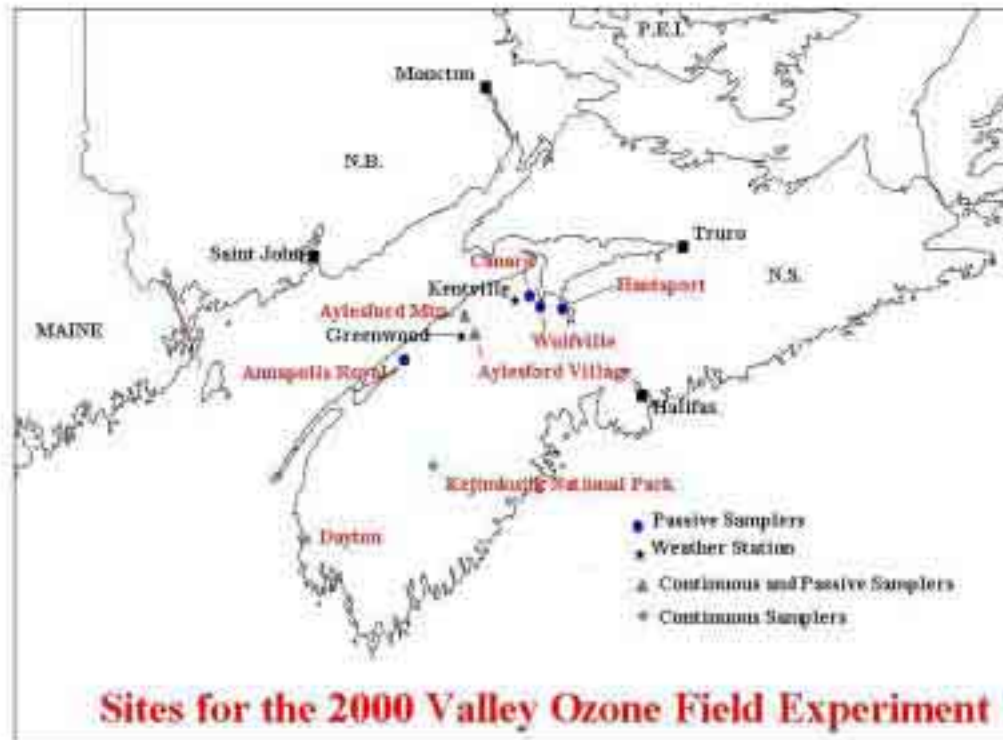 P.E.I.
Moncton
N.B.
Truro
Saint John
Canard
N.S.
Kentville
Hantsport
Aylesford Mtn
MAINE
Greenwood
Wolfville
Annapolis Royal
Aylesford Village
Halifax
Kejimkujik National Park
Passive Samplers
Dayton
Weather Station
Continuous and Passive Samplers
Continuous Samplers
Sites for the 2000 Valley Ozone Field Experiment